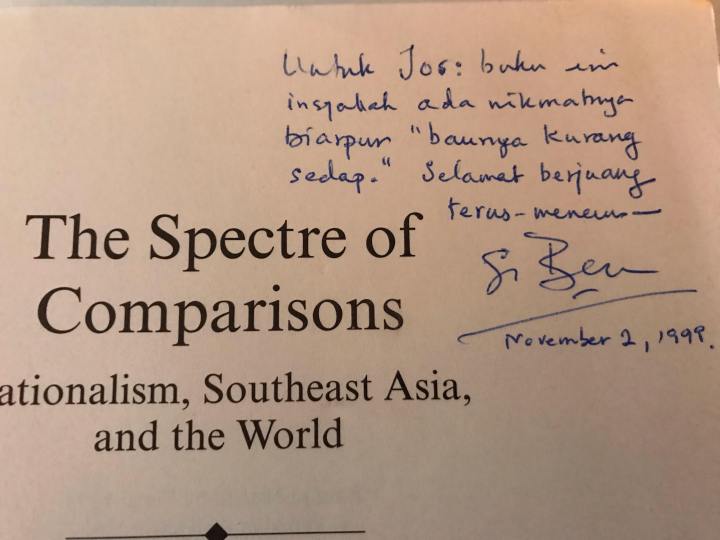 Untuk Jos: buku ini
insyallah ada nikmatnya
biarpun "baunya kurang
sedap." Selamat berjuang
terus-menerus—
Si Ben
November 2, 1999.
The Spectre of
Comparisons
ationalism, Southeast Asia,
and the World